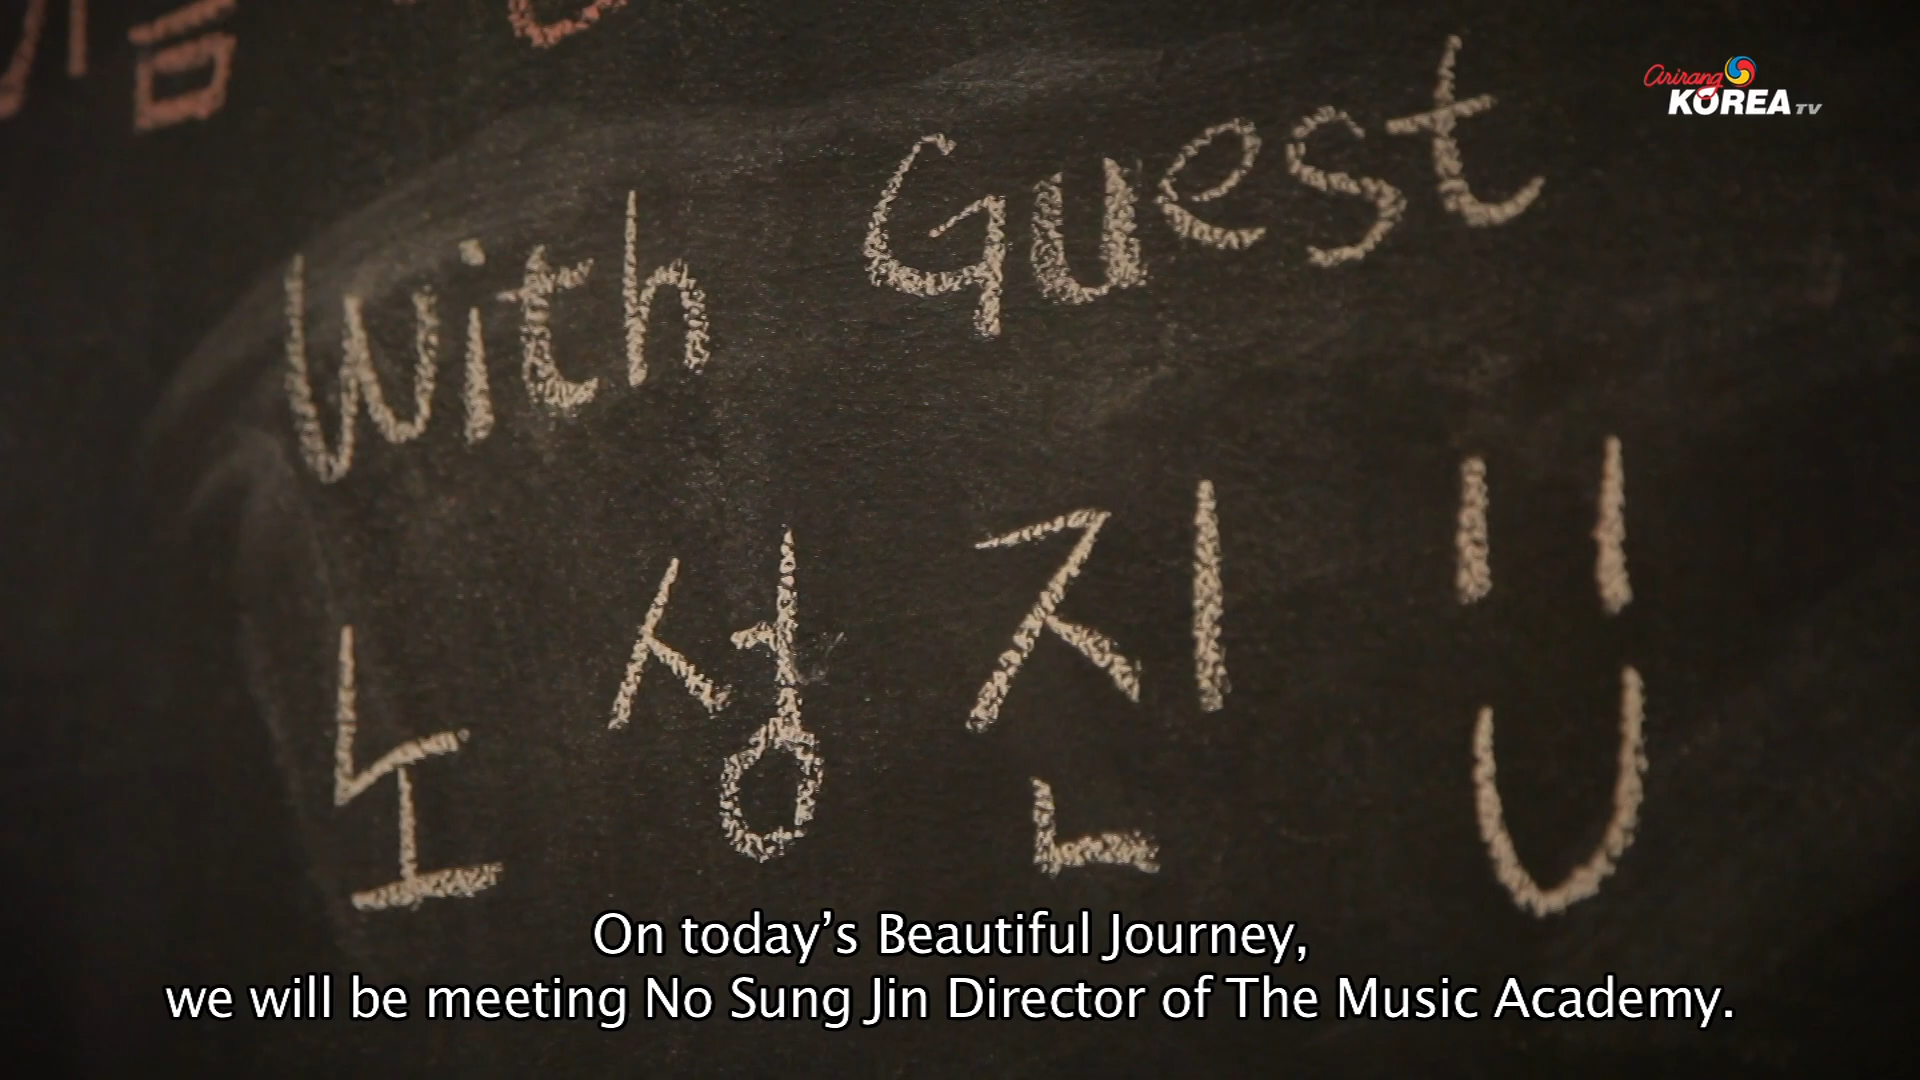 Arirang
KOREA TV
With Guest
노성진
On today’s Beautiful Journey,
we will be meeting No Sung Jin Director of The Music Academy.